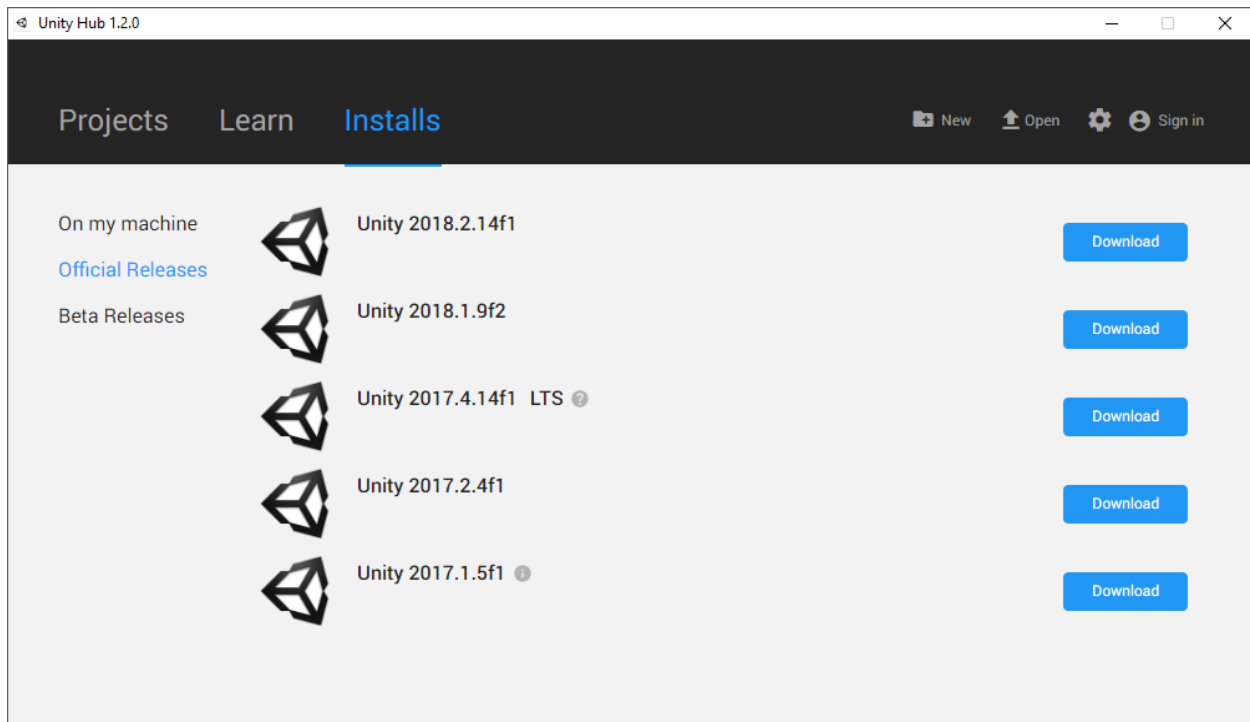 Unity Hub 1.2.0
Projects Learn Installs New Open Sign in
On my machine
Official Releases
Beta Releases
Unity 2018.2.14f1 Download
Unity 2018.1.9f2 Download
Unity 2017.4.14f1 LTS ? Download
Unity 2017.2.4f1 Download
Unity 2017.1.5f1 i Download